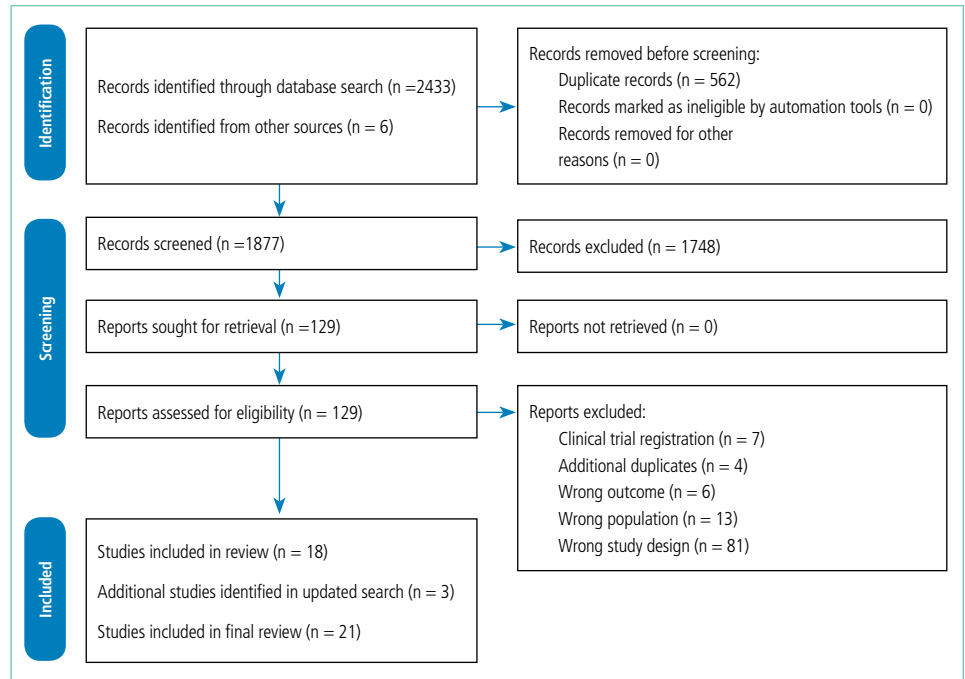 Identification
Records identified through database search (n =2433)
Records identified from other sources (n = 6)
Records removed before screening:
Duplicate records (n = 562)
Records marked as ineligible by automation tools (n = 0)
Records removed for other
reasons (n = 0)
Screening
Records screened (n =1877)
Records excluded (n = 1748)
Reports sought for retrieval (n =129)
Reports not retrieved (n = 0)
Reports assessed for eligibility (n = 129)
Reports excluded:
Clinical trial registration (n = 7)
Additional duplicates (n = 4)
Wrong outcome (n = 6)
Wrong population (n = 13)
Wrong study design (n = 81)
Included
Studies included in review (n = 18)
Additional studies identified in updated search (n = 3)
Studies included in final review (n = 21)